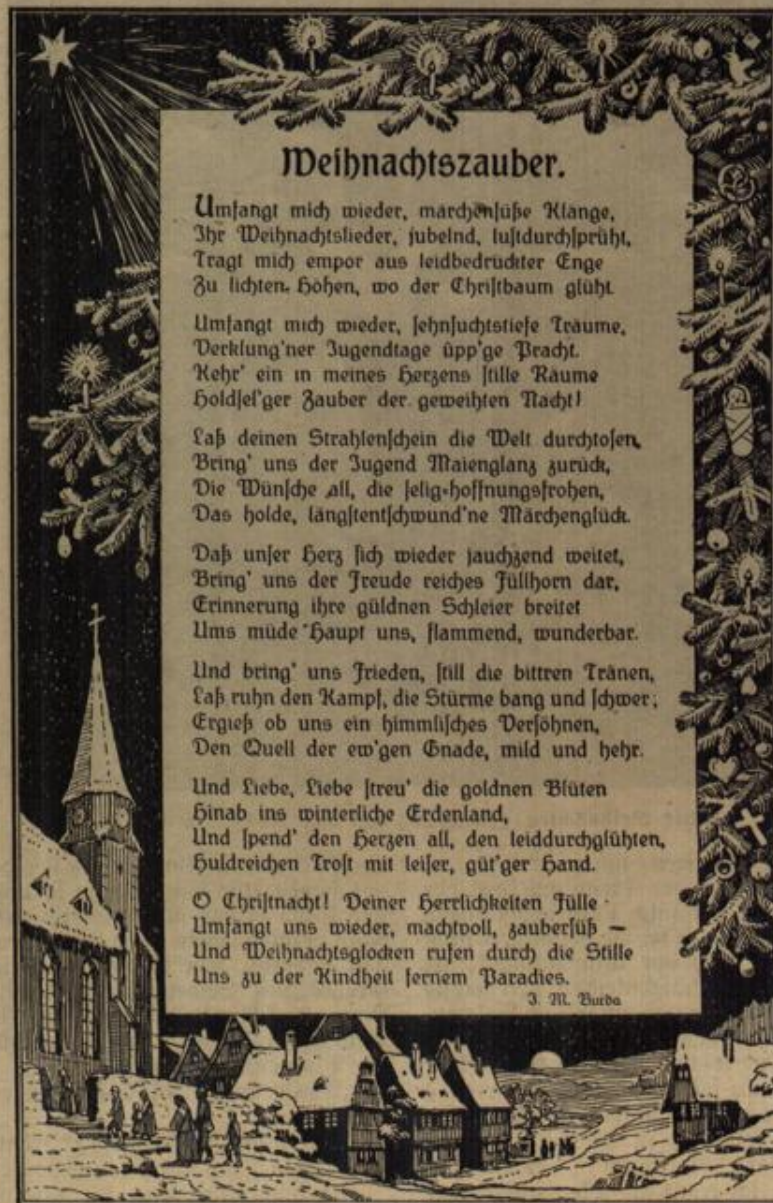 Weihnachtszauber.
Umfangt mich wieder, märchensüße Klänge,
Ihr Weihnachtslieder, jubelnd, lustdurchsprüht,
Tragt mich empor aus leidbedrückter Enge
Zu lichten Höhen, wo der Christbaum glüht.
Umfangt mich wieder, sehnsuchtstiefe Träume,
Verklung'ner Jugendtage üpp'ge Pracht.
Kehr' ein in meines Herzens stille Räume
Holdsel'ger Zauber der geweihten Nacht!
Laß deinen Strahlenschein die Welt durchtosen,
Bring' uns der Jugend Maienglanz zurück,
Die Wünsche all, die selig-hoffnungsfrohen,
Das holde, längstentschwund'ne Märchenglück.
Daß unser Herz sich wieder jauchzend weitet,
Bring' uns der Freude reiches Füllhorn dar,
Erinnerung ihre güldnen Schleier breitet
Ums müde Haupt uns, flammend, wunderbar.
Und bring' uns Frieden, still die bittren Tränen,
Laß ruhn den Kampf, die Stürme bang und schwer;
Ergieß ob uns ein himmlisches Versöhnen,
Den Quell der ew'gen Gnade, mild und hehr.
Und Liebe, Liebe streu' die goldnen Blüten
Hinab ins winterliche Erdenland,
Und spend' den Herzen all, den leiddurchglühten,
Huldreichen Trost mit leiser, güt'ger Hand.
O Christnacht! Deiner Herrlichkeiten Fülle
Umfängt uns wieder, machtvoll, zaubersüß —
Und Weihnachtsglocken rufen durch die Stille
Uns zu der Kindheit fernem Paradies.
J. M. Burda